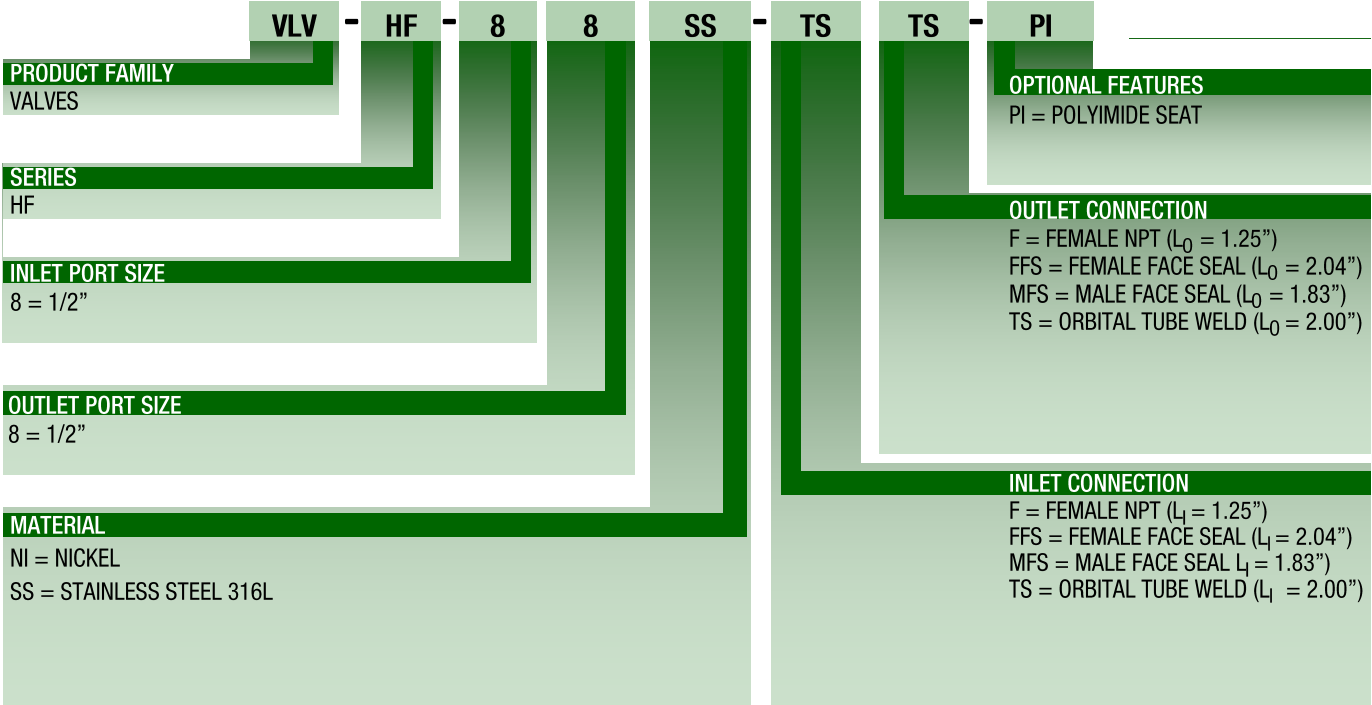 VLV - HF - 8 8 SS - TS TS - PI
PRODUCT FAMILY
VALVES
SERIES
HF
INLET PORT SIZE
8 = 1/2”
OUTLET PORT SIZE
8 = 1/2”
MATERIAL
NI = NICKEL
SS = STAINLESS STEEL 316L
OPTIONAL FEATURES
PI = POLYIMIDE SEAT
OUTLET CONNECTION
F = FEMALE NPT (LO = 1.25”)
FFS = FEMALE FACE SEAL (LO = 2.04”)
MFS = MALE FACE SEAL (LO = 1.83”)
TS = ORBITAL TUBE WELD (LO = 2.00”)
INLET CONNECTION
F = FEMALE NPT (LI = 1.25”)
FFS = FEMALE FACE SEAL (LI = 2.04”)
MFS = MALE FACE SEAL LI = 1.83”)
TS = ORBITAL TUBE WELD (LI = 2.00”)